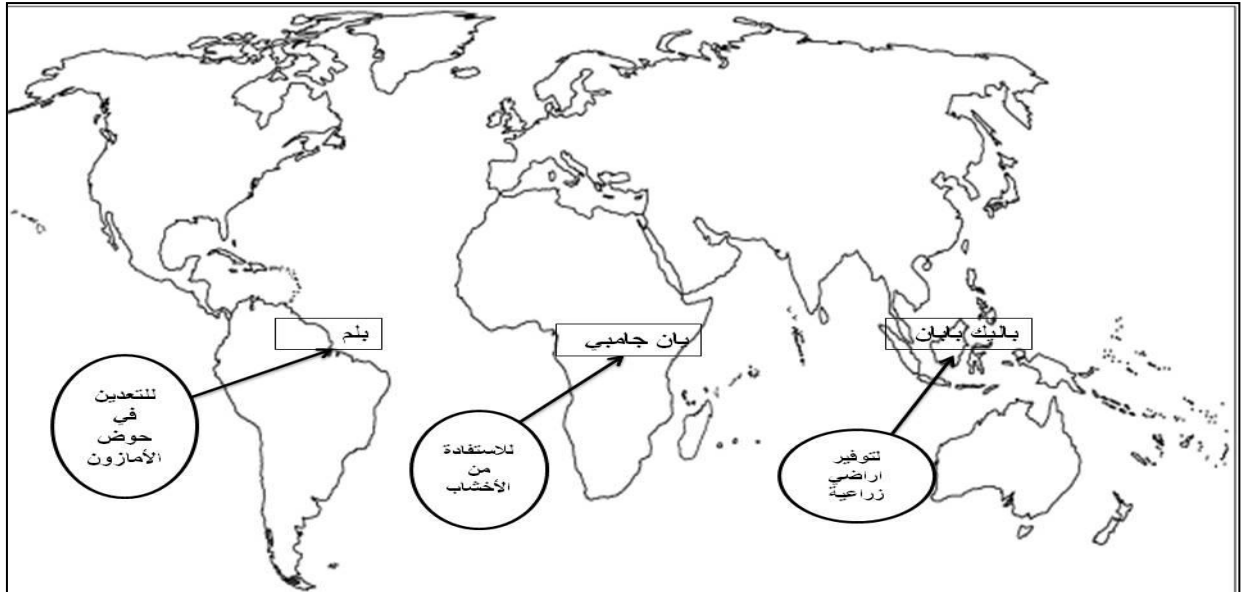 باليك بابان
بان جامبي
بلم
لتوفير
اراضي
زراعية
للاستفادة
من
الأخشاب
للتعدين
في
حوض
الأمازون